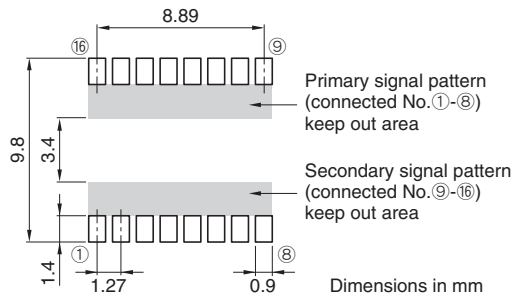 8.89
⑯ ⑨
Primary signal pattern
(connected No.①-⑧)
keep out area
9.8
3.4
Secondary signal pattern
(connected No.⑨-⑯)
keep out area
① ⑧
1.4
1.27
0.9
Dimensions in mm